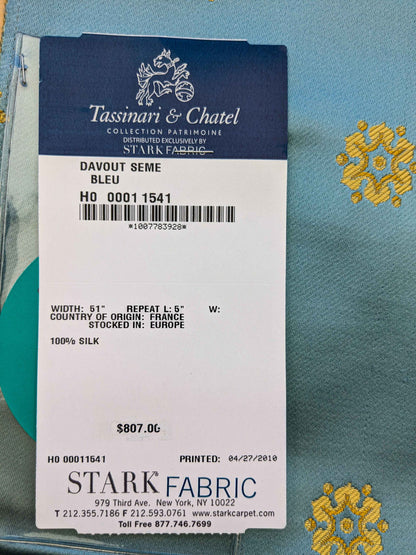 Tassinari & Chatel
COLLECTION PATRIMOINE
DISTRIBUTED EXCLUSIVELY BY
STARK FABRIC
DAVOUT SEME
BLEU
H0 00011541
*1007783928*
WIDTH: 51" REPEAT L: 5" W:
COUNTRY OF ORIGIN: FRANCE
STOCKED IN: EUROPE
100% SILK
$807.00
H0 00011541 PRINTED: 04/27/2010
STARK FABRIC
979 Third Ave. New York, NY 10022
T 212.355.7186 F 212.593.0761 www.starkcarpet.com
Toll Free 877.746.7699